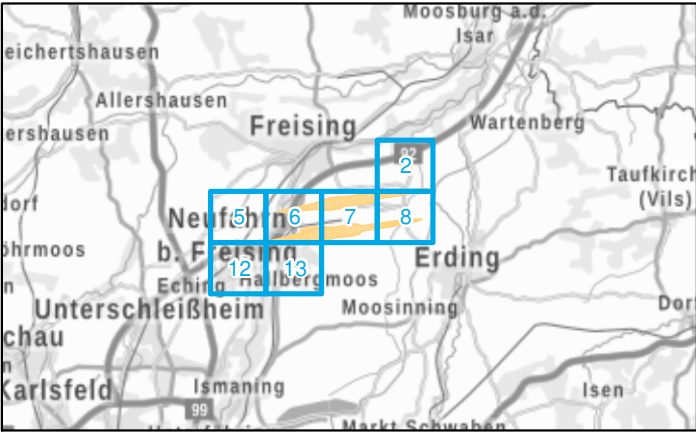 Moosburg a.d.
Isar
eichertshausen
Allershausen
ershausen
Freising
Wartenberg
92
2
Taufkirch
(Vils)
dorf
Neufahrn
b. Freising
5
6
7
8
öhrmoos
Erding
12
13
n
Eching
Hallbergmoos
Unterschleißheim
Moosinning
Dor
chau
n
Karlsfeld
Ismaning
Isen
99
Markt Schwaben